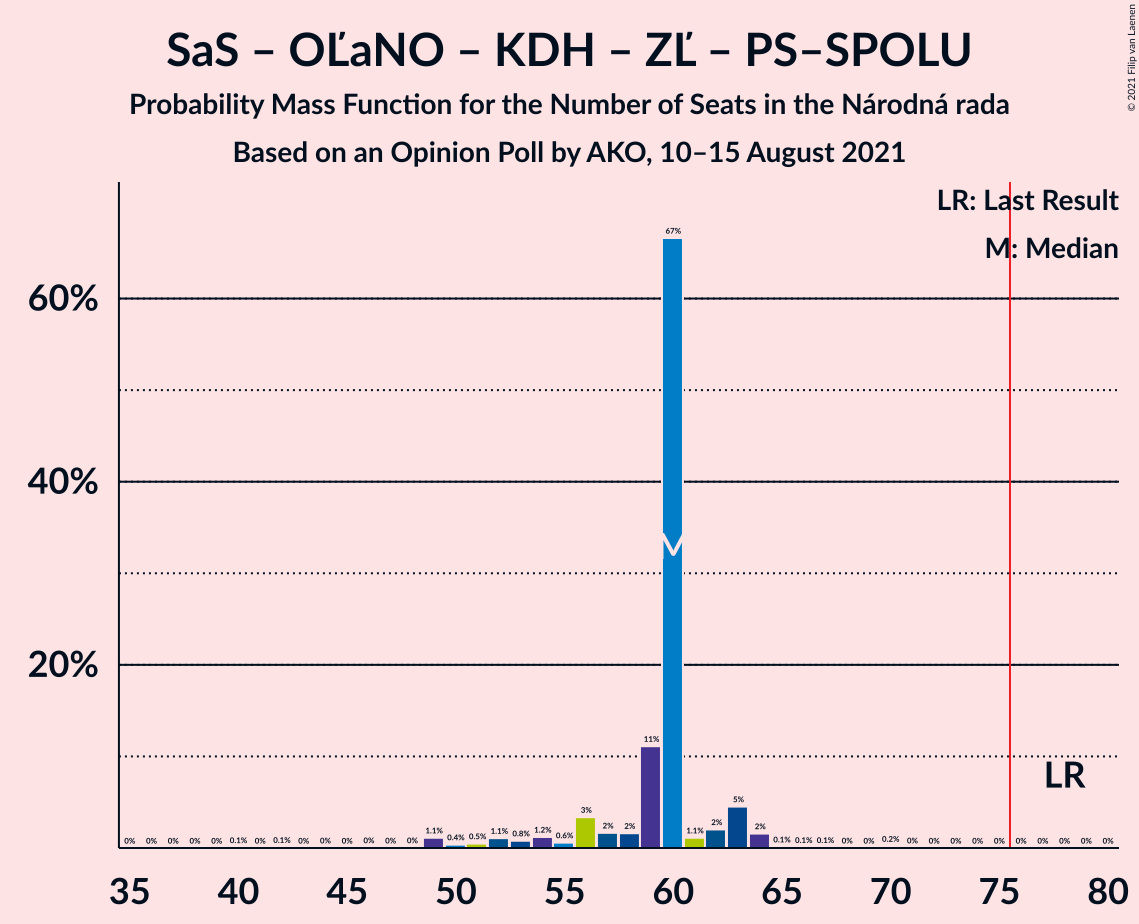 SaS – OĽaNO – KDH – ZĽ – PS–SPOLU
Probability Mass Function for the Number of Seats in the Národná rada
Based on an Opinion Poll by AKO, 10–15 August 2021
© 2021 Filip van Laenen
LR: Last Result
M: Median
60%
40%
20%
0% 0% 0% 0% 0% 0.1% 0% 0.1% 0% 0% 0% 0% 0% 0% 1.1% 0.4% 0.5% 1.1% 0.8% 1.2% 0.6% 3% 2% 2% 11% 67% 1.1% 2% 5% 2% 0.1% 0.1% 0.1% 0% 0% 0.2% 0% 0% 0% 0% 0% 0% 0% 0% 0% 0%
M
LR
35 40 45 50 55 60 65 70 75 80